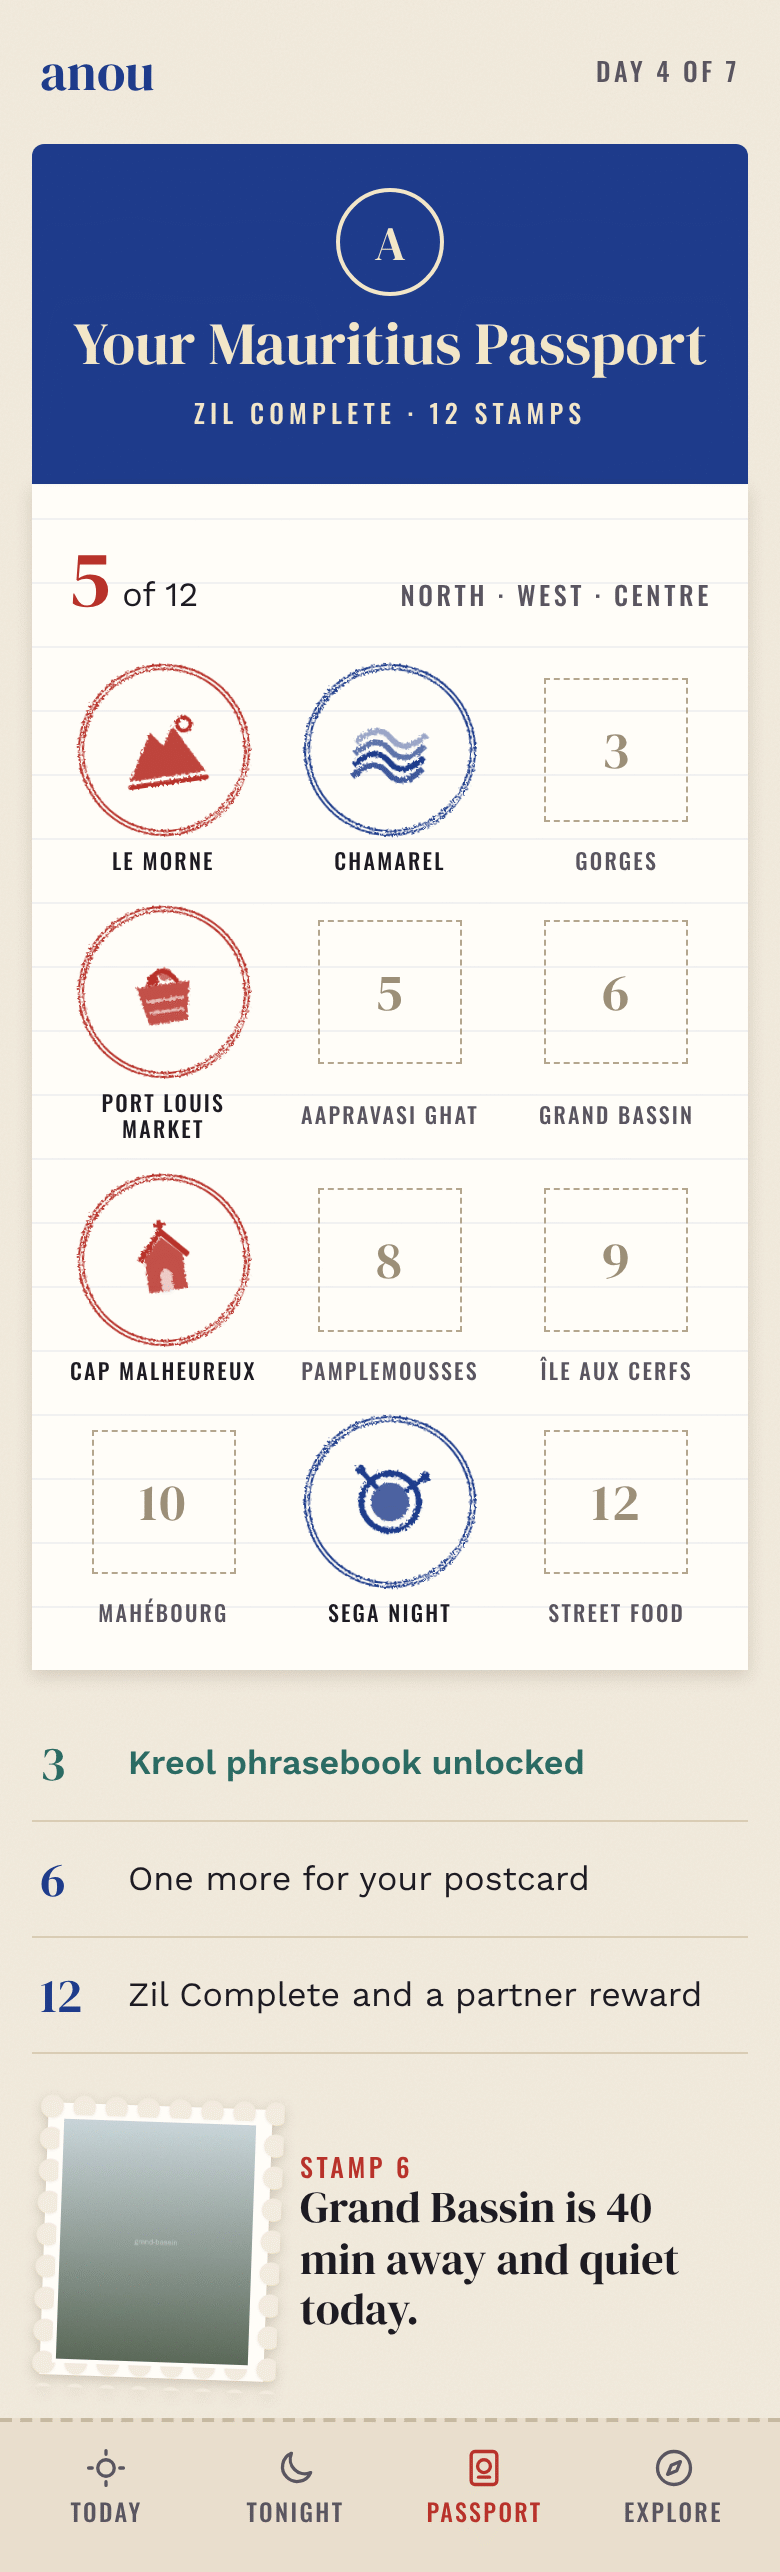 anou
DAY 4 OF 7
A
Your Mauritius Passport
ZIL COMPLETE · 12 STAMPS
5 of 12
NORTH · WEST · CENTRE
3
LE MORNE
CHAMAREL
GORGES
5
6
PORT LOUIS
MARKET
AAPRAVASI GHAT
GRAND BASSIN
8
9
CAP MALHEUREUX
PAMPLEMOUSSES
ÎLE AUX CERFS
10
12
MAHÉBOURG
SEGA NIGHT
STREET FOOD
3 Kreol phrasebook unlocked
6 One more for your postcard
12 Zil Complete and a partner reward
grand-bassin
STAMP 6
Grand Bassin is 40
min away and quiet
today.
TODAY
TONIGHT
PASSPORT
EXPLORE